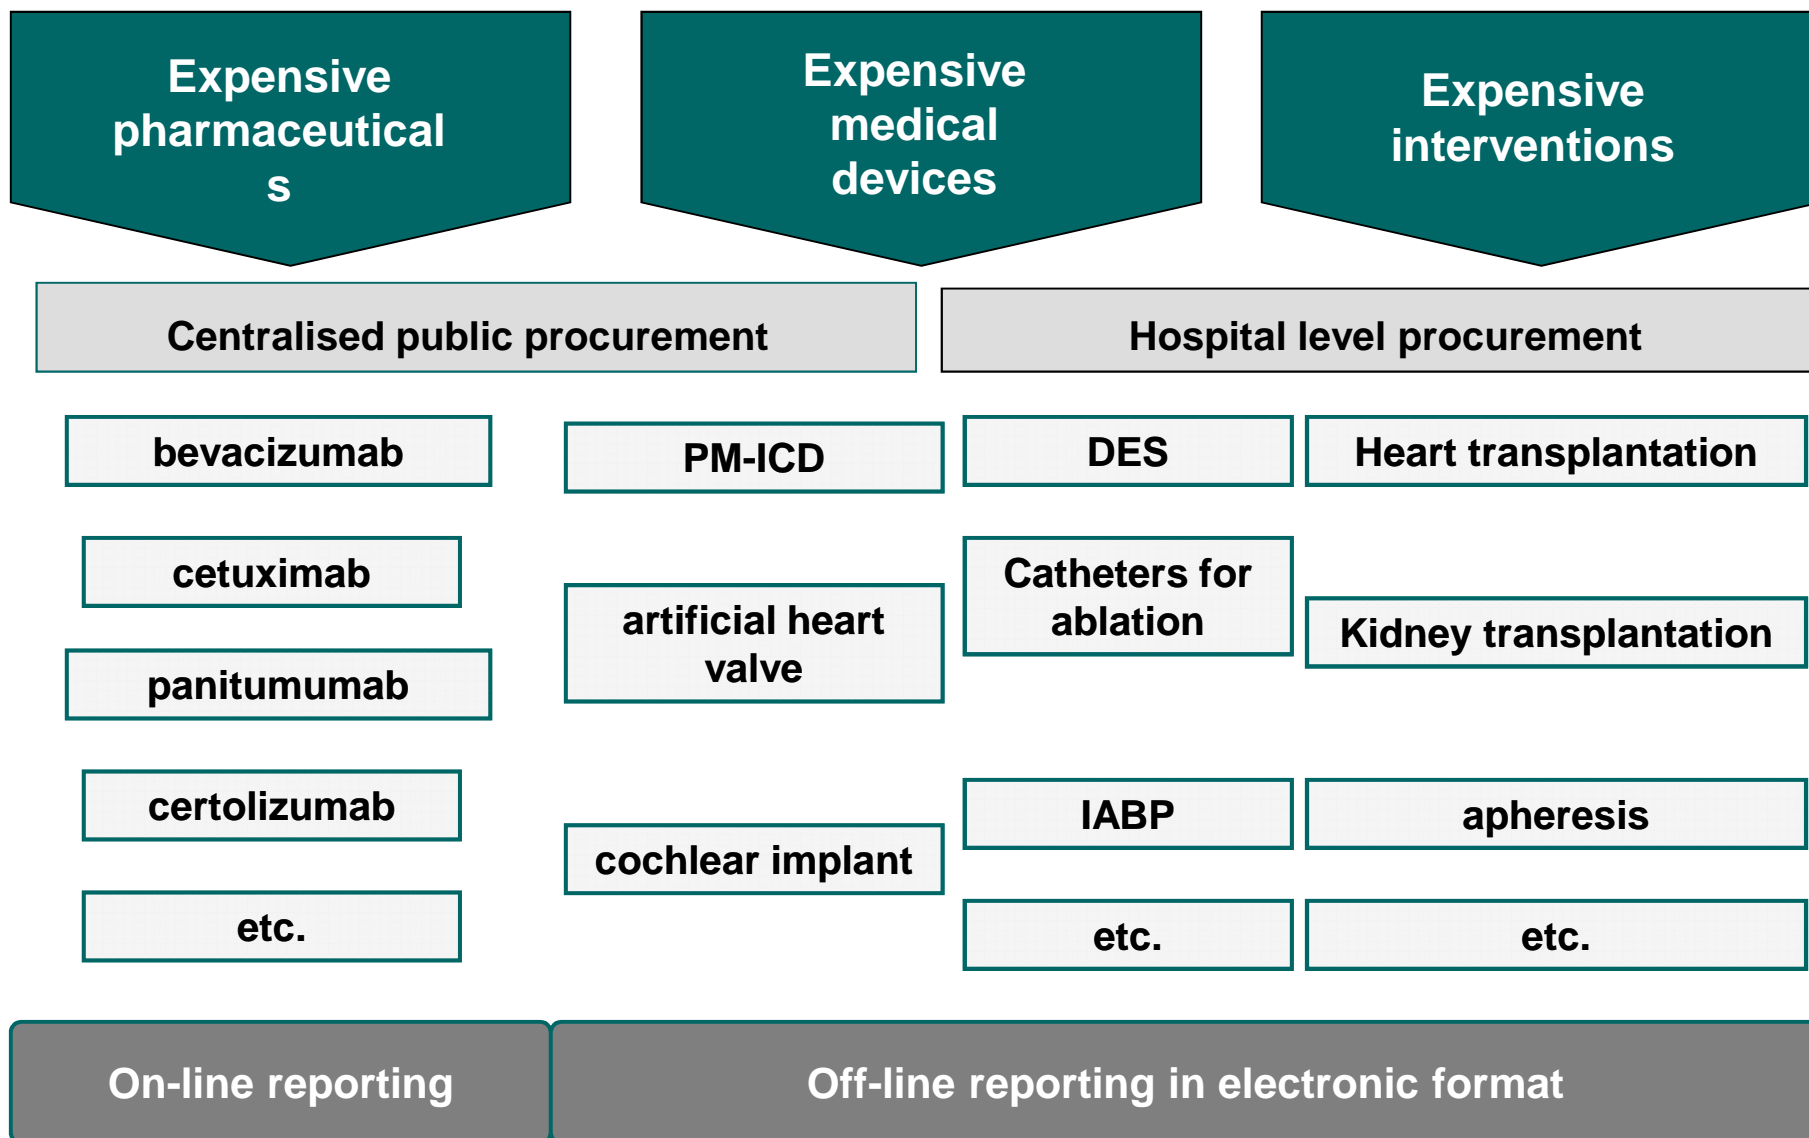 Expensive
pharmaceutical
s
Expensive
medical
devices
Expensive
interventions
Centralised public procurement
Hospital level procurement
bevacizumab
cetuximab
panitumumab
certolizumab
etc.
PM-ICD
artificial heart
valve
cochlear implant
DES
Catheters for
ablation
IABP
etc.
Heart transplantation
Kidney transplantation
apheresis
etc.
On-line reporting
Off-line reporting in electronic format